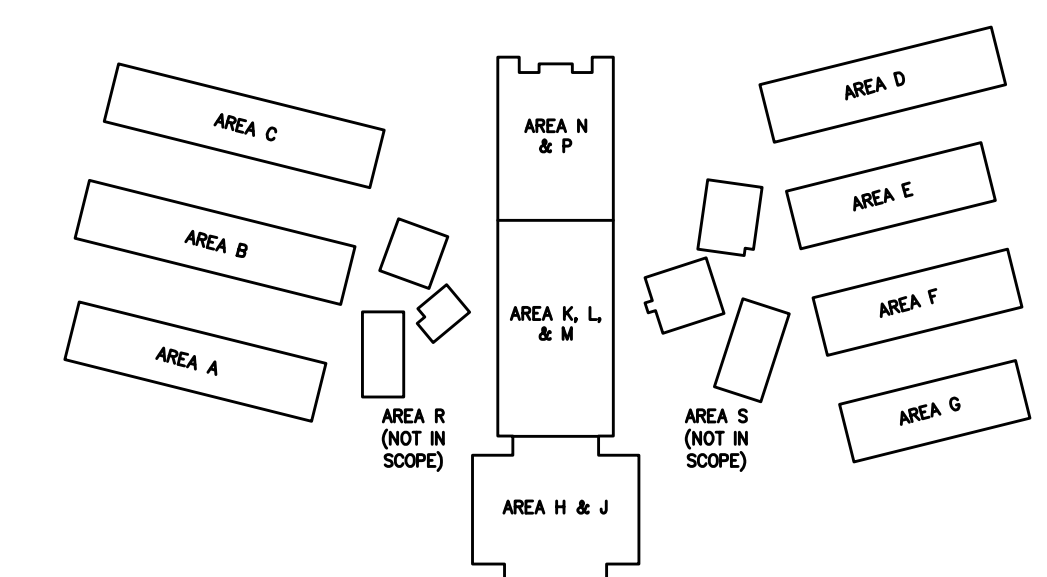 AREA C
AREA N
& P
AREA D
AREA B
AREA E
AREA K, L,
& M
AREA F
AREA A
AREA R
(NOT IN
SCOPE)
AREA S
(NOT IN
SCOPE)
AREA G
AREA H & J